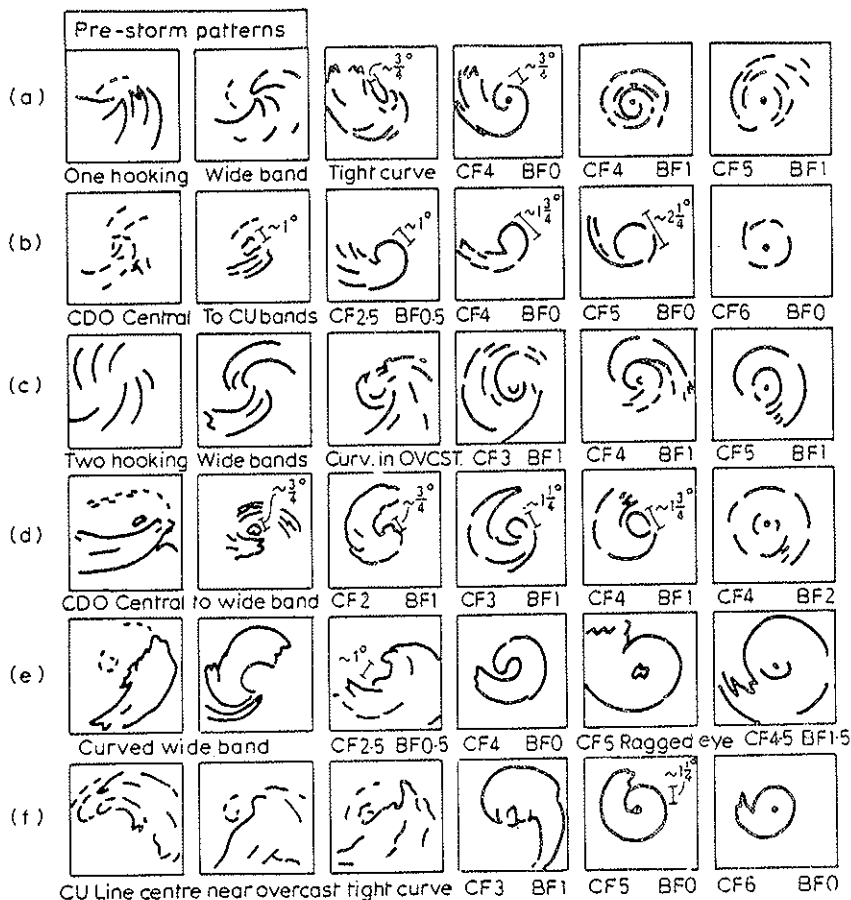 Pre-storm patterns
(a)
~3/4° ~3/4°
One hooking Wide band Tight curve CF4 BF0 CF4 BF1 CF5 BF1
(b)
~1° ~1° ~1 3/4° ~2 1/4°
CDO Central To CU bands CF2·5 BF0·5 CF4 BF0 CF5 BF0 CF6 BF0
(c)
Two hooking Wide bands Curv. in OVCST. CF3 BF1 CF4 BF1 CF5 BF1
(d)
~3/4° ~3/4° ~1 1/4° ~1 3/4°
CDO Central to wide band CF2 BF1 CF3 BF1 CF4 BF1 CF4 BF2
(e)
~1°
Curved wide band CF2·5 BF0·5 CF4 BF0 CF5 Ragged eye CF4·5 BF1·5
(f)
~1 1/4°
CU Line centre near overcast tight curve CF3 BF1 CF5 BF0 CF6 BF0